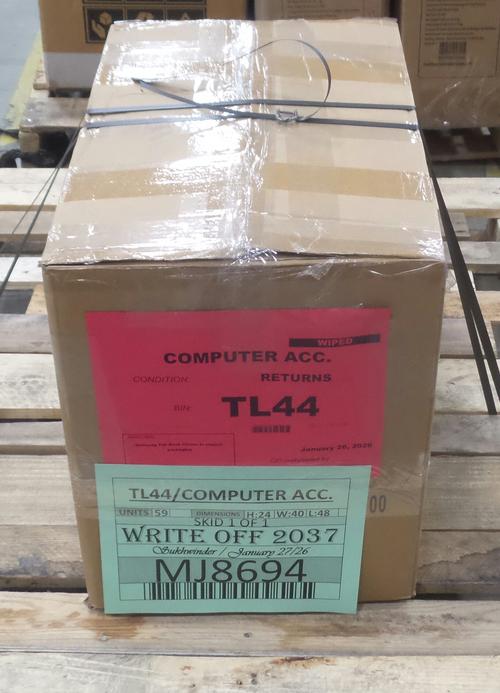 WIPED
COMPUTER ACC.
CONDITION: RETURNS
BIN: TL44
January 26, 2026
TL44/COMPUTER ACC.
UNITS 59 DIMENSIONS H:24 W:40 L:48
SKID 1 OF 1
WRITE OFF 2037
Sukhwinder / January 27/26
MJ8694
00